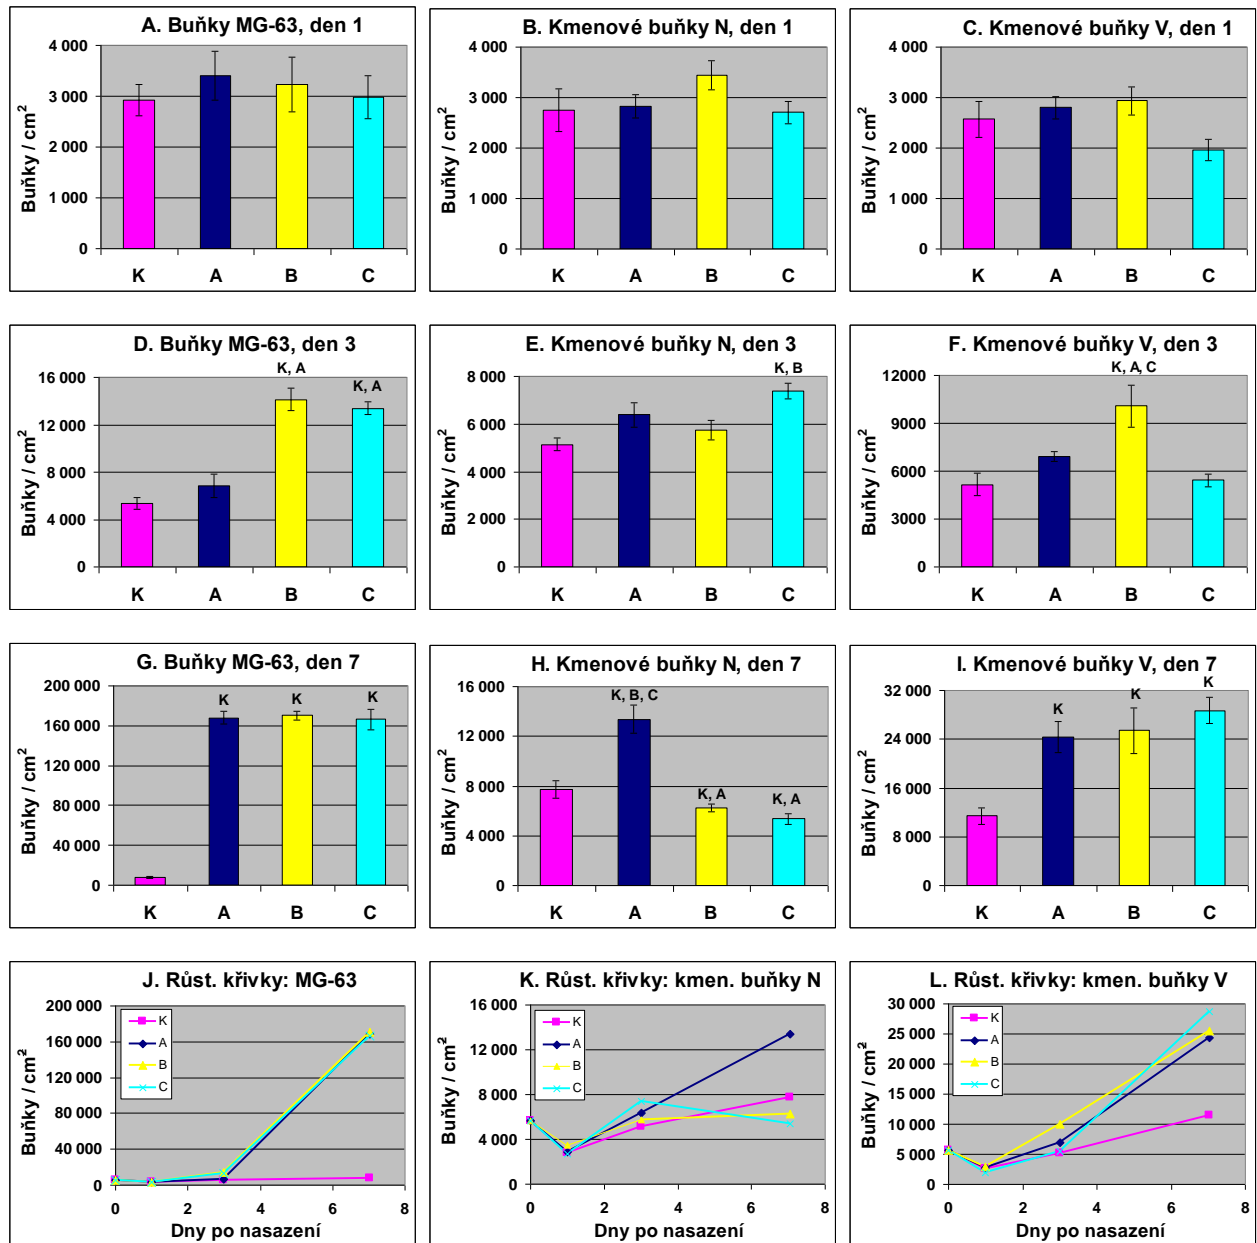 A. Buňky MG-63, den 1
Buňky / cm²
4 000
3 000
2 000
1 000
0
K A B C
B. Kmenové buňky N, den 1
Buňky / cm²
4 000
3 000
2 000
1 000
0
K A B C
C. Kmenové buňky V, den 1
Buňky / cm²
4 000
3 000
2 000
1 000
0
K A B C
D. Buňky MG-63, den 3
Buňky / cm²
16 000
12 000
8 000
4 000
0
K, A
K, A
K A B C
E. Kmenové buňky N, den 3
Buňky / cm²
8 000
6 000
4 000
2 000
0
K, B
K A B C
F. Kmenové buňky V, den 3
Buňky / cm²
12000
9000
6000
3000
0
K, A, C
K A B C
G. Buňky MG-63, den 7
Buňky / cm²
200 000
160 000
120 000
80 000
40 000
0
K K K
K A B C
H. Kmenové buňky N, den 7
Buňky / cm²
16 000
12 000
8 000
4 000
0
K, B, C
K, A
K, A
K A B C
I. Kmenové buňky V, den 7
Buňky / cm²
32 000
24 000
16 000
8 000
0
K
K
K
K A B C
J. Růst. křivky: MG-63
Buňky / cm²
200 000
160 000
120 000
80 000
40 000
0
K
A
B
C
0 2 4 6 8
Dny po nasazení
K. Růst. křivky: kmen. buňky N
Buňky / cm²
16 000
12 000
8 000
4 000
0
K
A
B
C
0 2 4 6 8
Dny po nasazení
L. Růst. křivky: kmen. buňky V
Buňky / cm²
30 000
25 000
20 000
15 000
10 000
5 000
0
K
A
B
C
0 2 4 6 8
Dny po nasazení